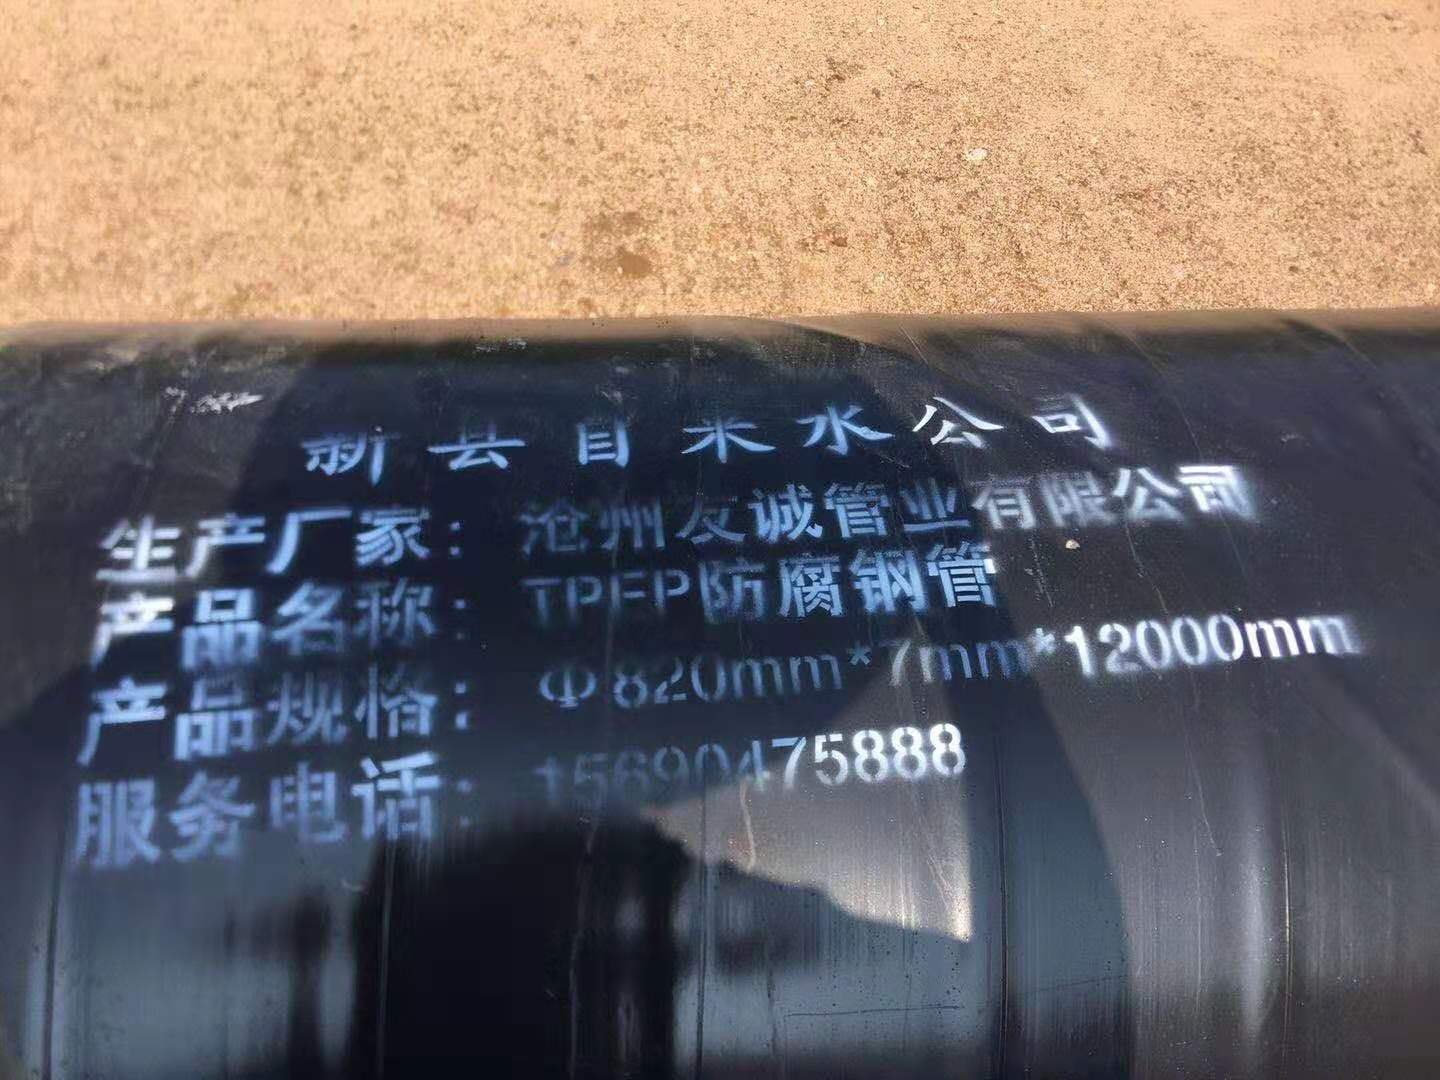 新县自来水公司
生产厂家：沧州友诚管业有限公司
产品名称：TPEP防腐钢管
产品规格：Φ820mm*7mm*12000mm
服务电话：15690475888